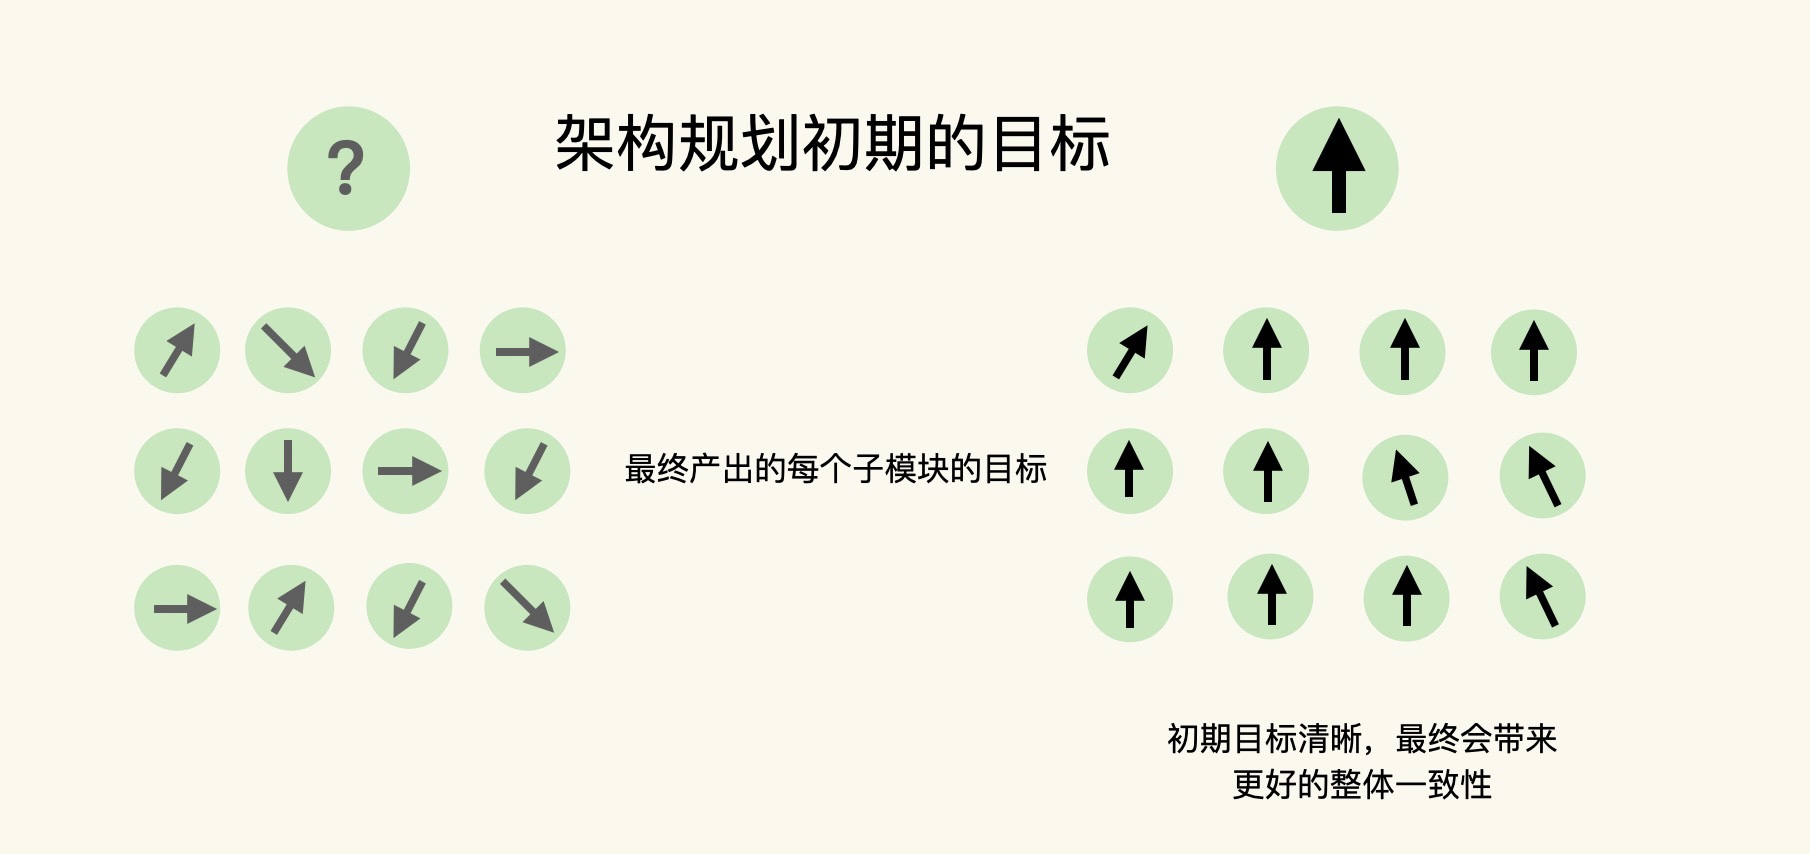 ?
架构规划初期的目标
最终产出的每个子模块的目标
初期目标清晰，最终会带来
更好的整体一致性